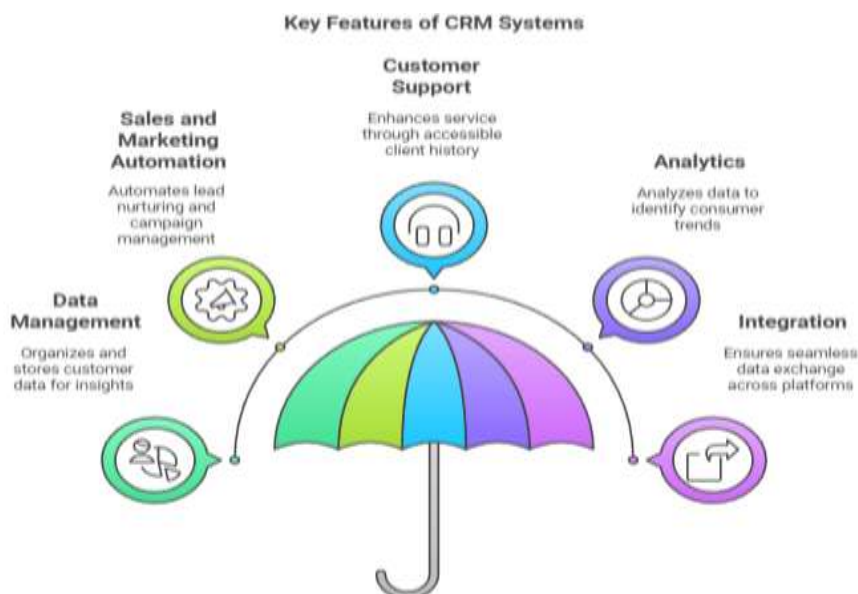 Key Features of CRM Systems
Customer
Support
Enhances service
through accessible
client history
Sales and
Marketing
Automation
Automates lead
nurturing and
campaign
management
Analytics
Analyzes data to
identify consumer
trends
Data
Management
Organizes and
stores customer
data for insights
Integration
Ensures seamless
data exchange
across platforms